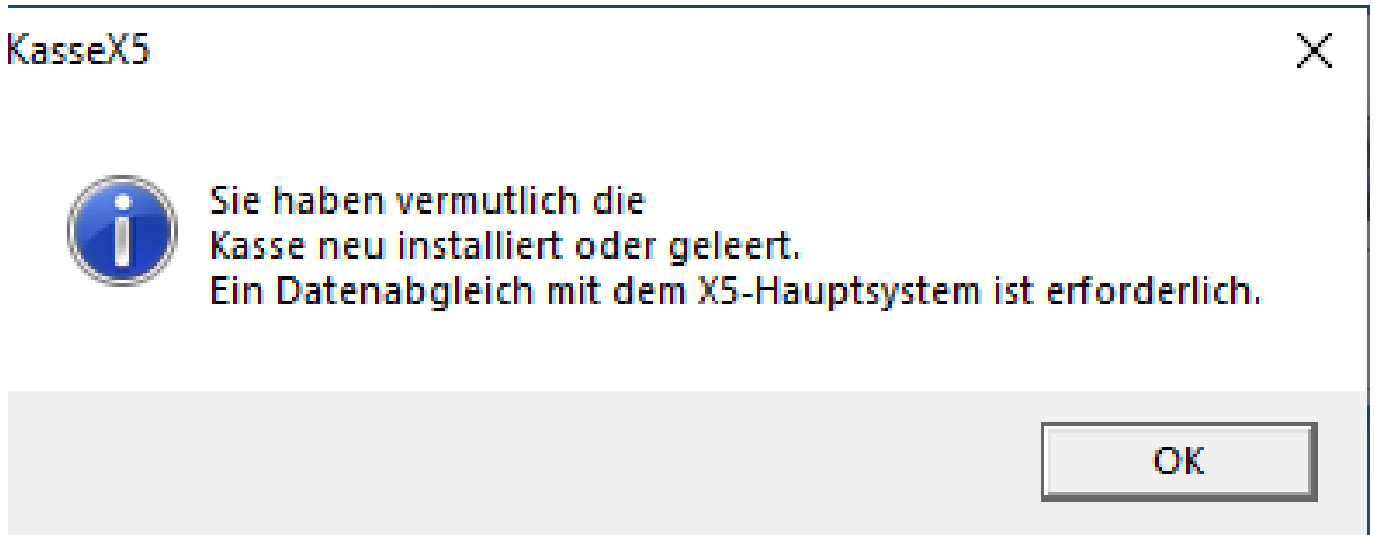 KasseX5
Sie haben vermutlich die
Kasse neu installiert oder geleert.
Ein Datenabgleich mit dem X5-Hauptsystem ist erforderlich.
OK